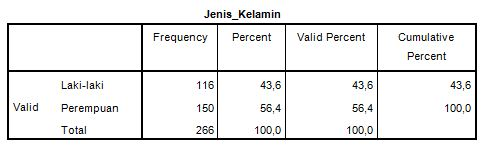 Jenis_Kelamin
Frequency Percent Valid Percent Cumulative
Percent
Laki-laki 116 43,6 43,6 43,6
Valid Perempuan 150 56,4 56,4 100,0
Total 266 100,0 100,0